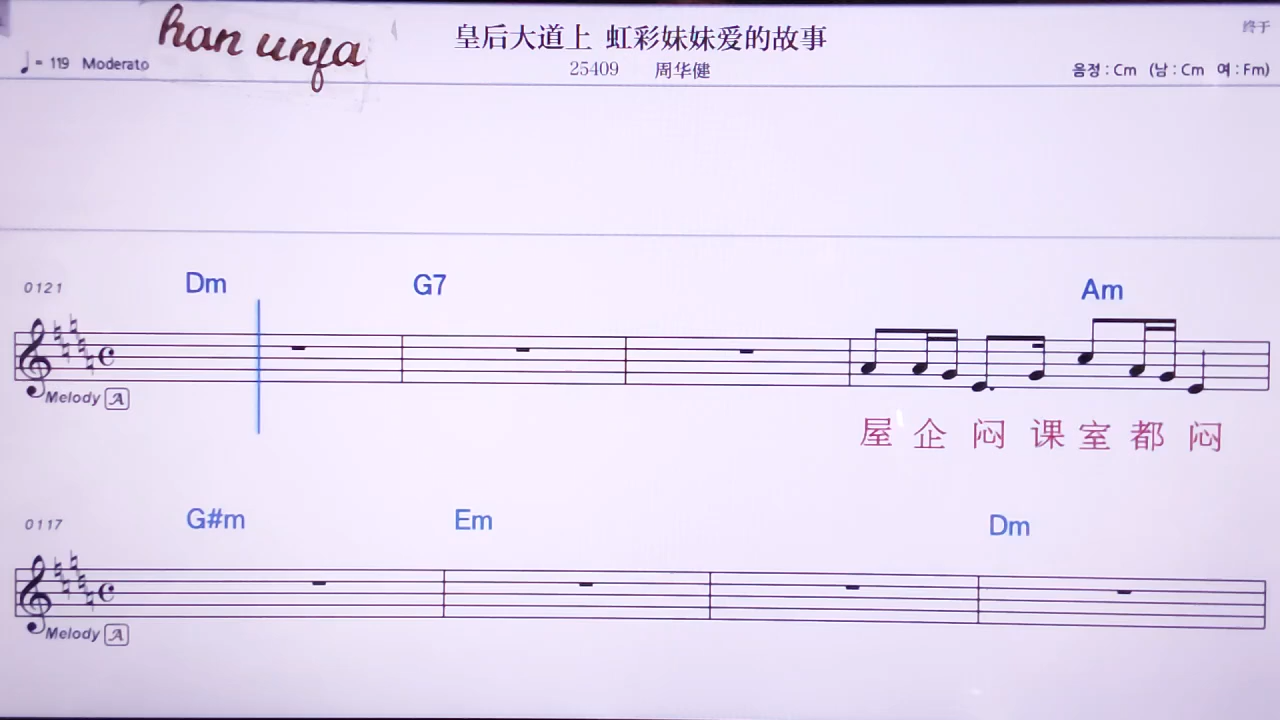 han unfa
皇后大道上 虹彩妹妹爱的故事
终于
♩= 119 Moderato
25409 周华健
음정 : Cm (남 : Cm 여 : Fm)
0121 Dm G7 Am
Melody A
屋 企 闷 课 室 都 闷
0117 G#m Em Dm
Melody A